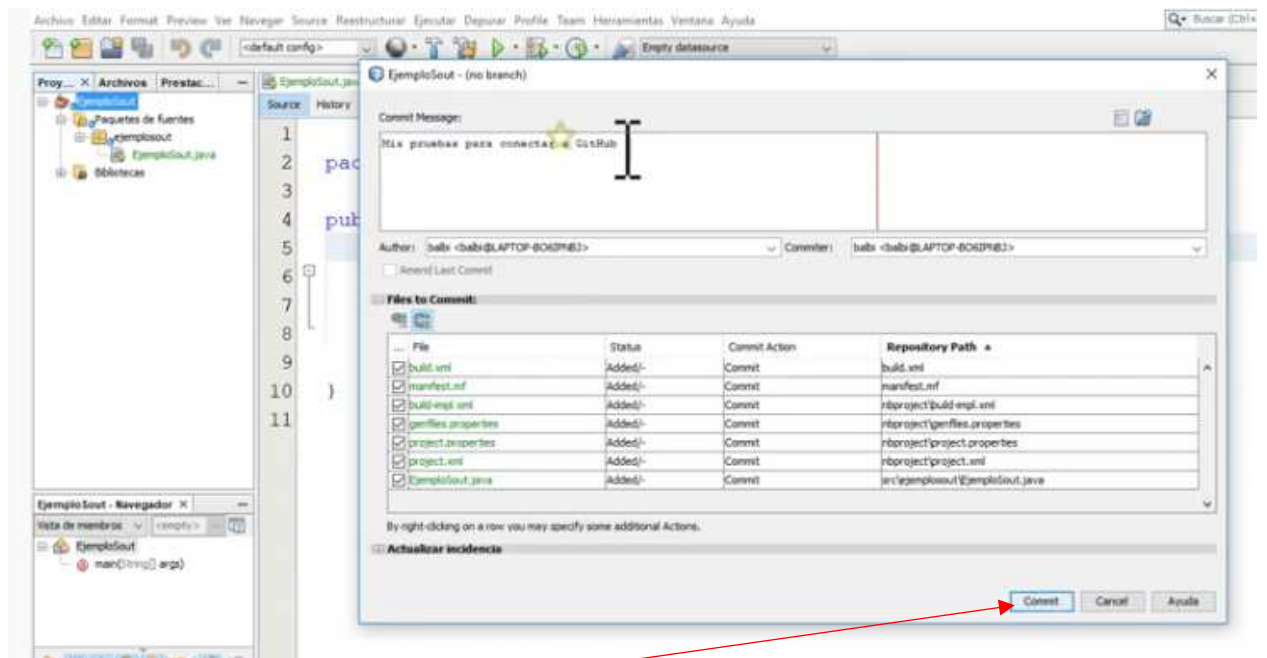 Archivo Editar Format Preview Ver Navegar Source Reestructurar Ejecutar Depurar Profile Team Herramientas Ventana Ayuda
Buscar (Ctrl+
<default config>
Empty datasource
Proy... × Archivos Prestac... —
EjemploSout
Paquetes de fuentes
ejemplosout
EjemploSout.java
Bibliotecas
EjemploSout.jav
Source History
1
2 pac
3
4 pub
5
6
7
8
9
10 }
11
EjemploSout - Navegador × —
Vista de miembros <empty>
EjemploSout
main(String[] args)
EjemploSout - (no branch) ×
Commit Message:
Mis pruebas para conectar a GitHub
Author: balbi Commiter: balbi
Amend Last Commit
Files to Commit:
... File Status Commit Action Repository Path
build.xml Added/- Commit build.xml
manifest.mf Added/- Commit manifest.mf
build-impl.xml Added/- Commit nbproject\build-impl.xml
genfiles.properties Added/- Commit nbproject\genfiles.properties
project.properties Added/- Commit nbproject\project.properties
project.xml Added/- Commit nbproject\project.xml
EjemploSout.java Added/- Commit src\ejemplosout\EjemploSout.java
By right-clicking on a row you may specify some additional Actions.
Actualizar incidencia
Commit Cancel Ayuda